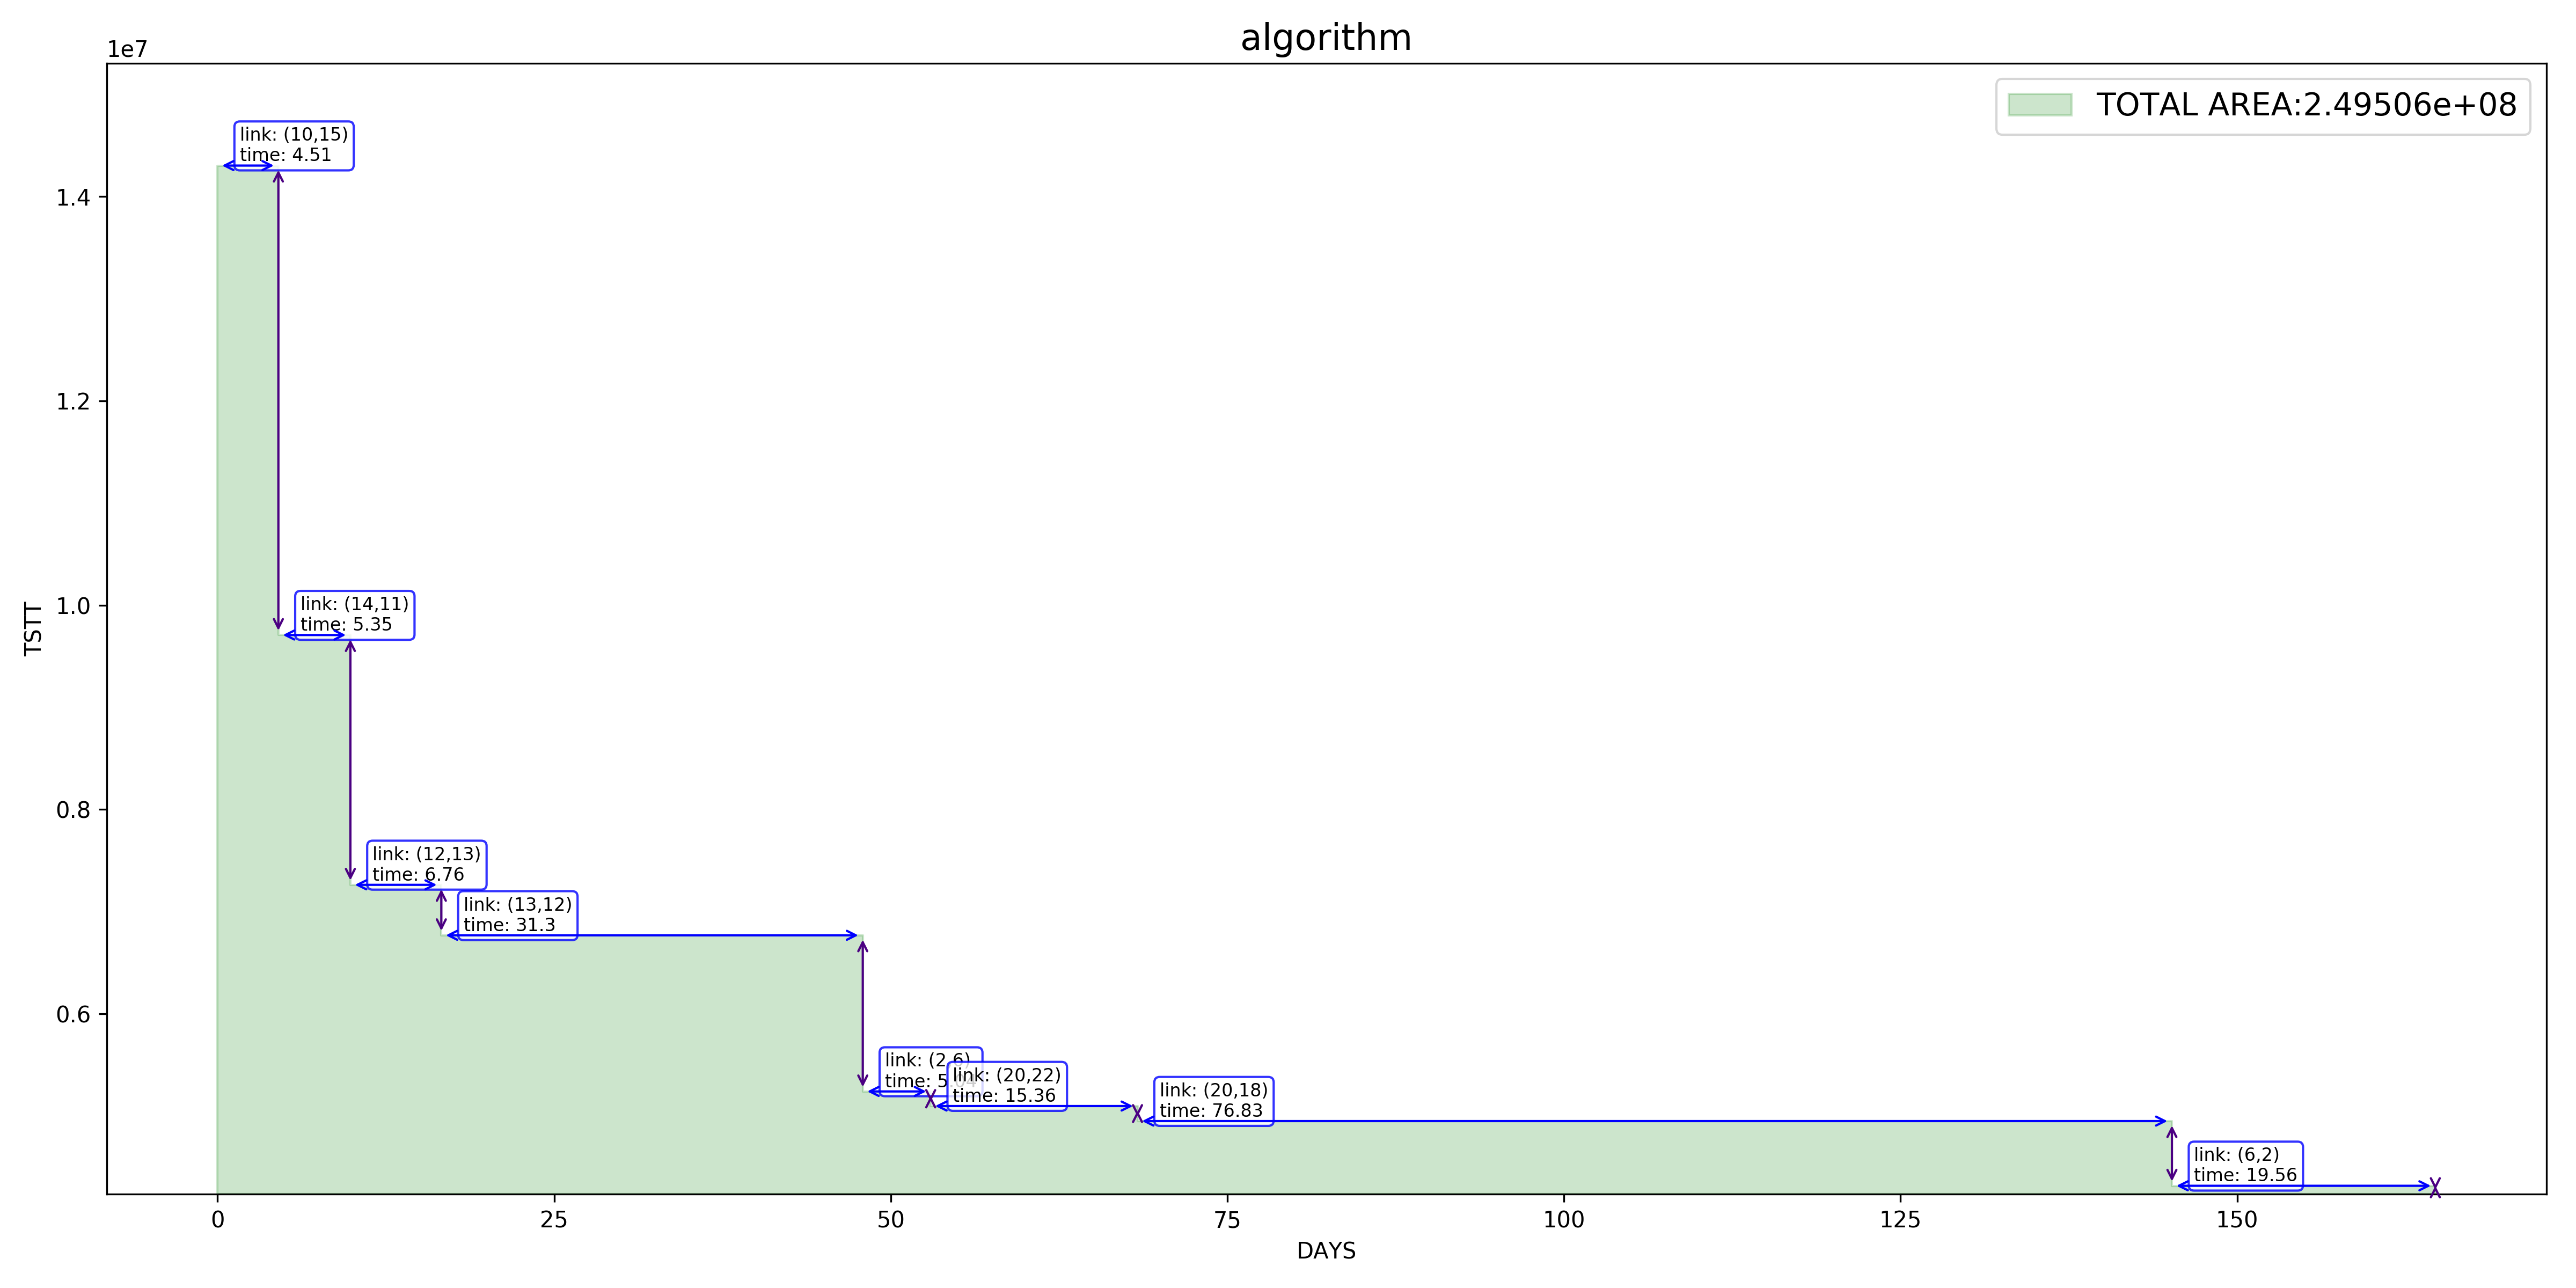 algorithm
1e7
TOTAL AREA:2.49506e+08
link: (10,15)
time: 4.51
1.4
1.2
link: (14,11)
time: 5.35
1.0
TSTT
link: (12,13)
time: 6.76
0.8
link: (13,12)
time: 31.3
0.6
link: (2,6)
time: 5.04
link: (20,22)
time: 15.36
link: (20,18)
time: 76.83
link: (6,2)
time: 19.56
0 25 50 75 100 125 150
DAYS